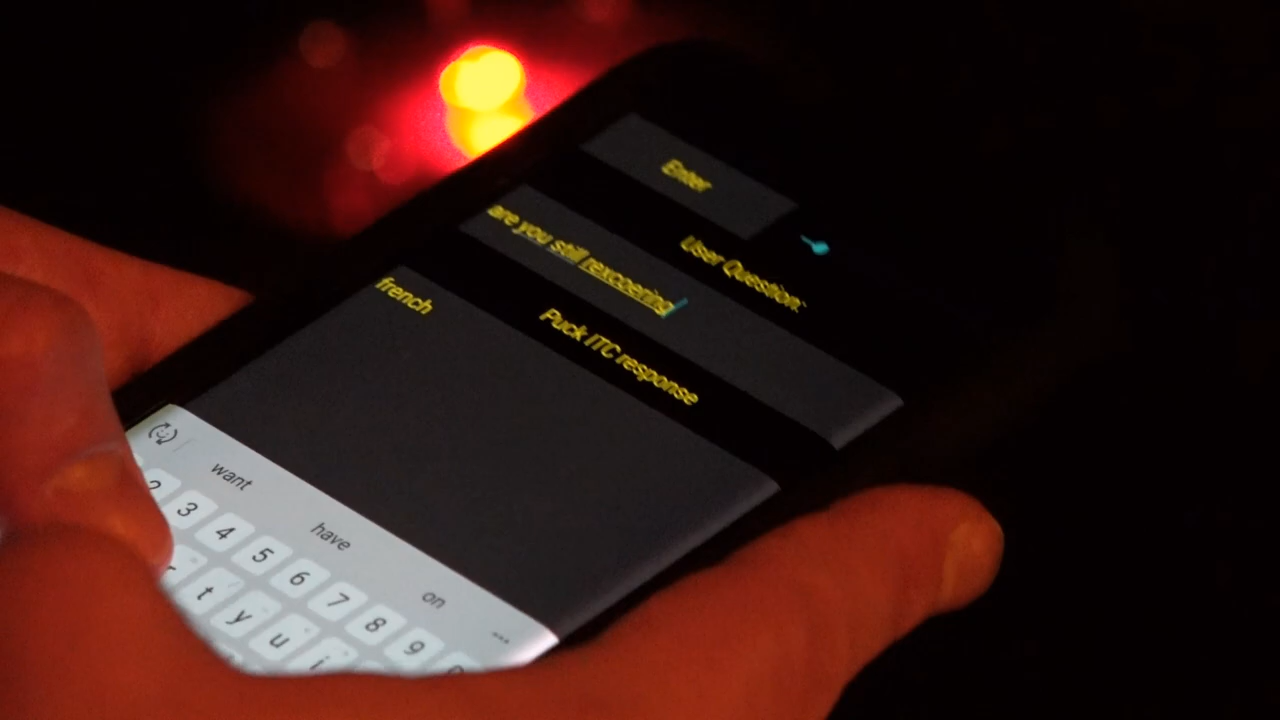 Enter
User Question:
are you still rexcoering
Puck ITC response
french
want have on ...
2 3 4 5 6 7 8 9
r t y u i